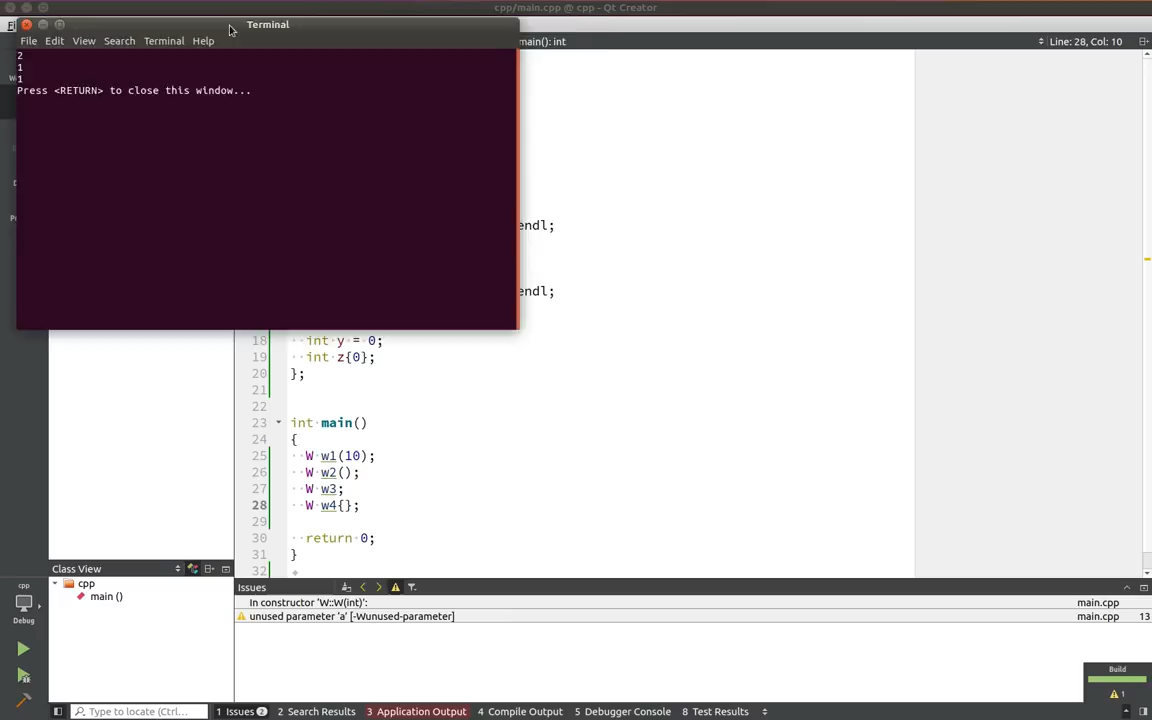 cpp/main.cpp @ cpp - Qt Creator
Terminal
File Edit View Search Terminal Help
main(): int
Line: 28, Col: 10
2
1
1
Press <RETURN> to close this window...
endl;
endl;
18 int y = 0;
19 int z{0};
20 };
21
22
23 int main()
24 {
25 W w1(10);
26 W w2();
27 W w3;
28 W w4{};
29
30 return 0;
31 }
32
Class View
cpp
main ()
Issues
In constructor 'W::W(int)': main.cpp
unused parameter 'a' [-Wunused-parameter] main.cpp 13
cpp
Debug
Build
1
Type to locate (Ctrl...
1 Issues 2
2 Search Results
3 Application Output
4 Compile Output
5 Debugger Console
8 Test Results